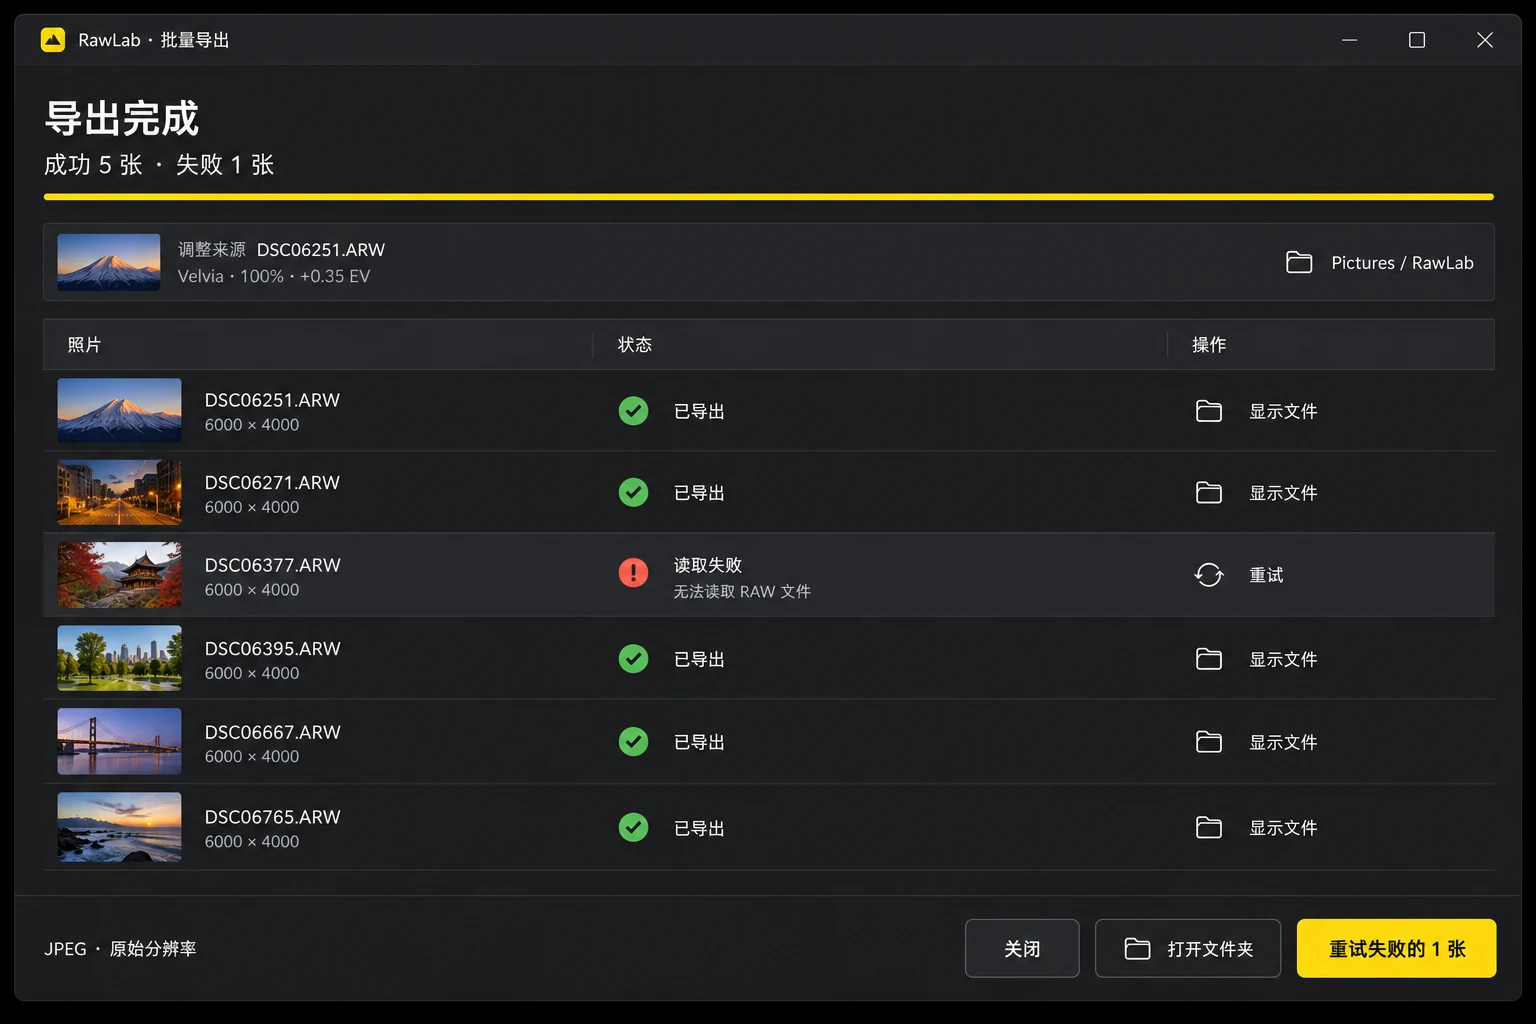 RawLab · 批量导出
导出完成
成功 5 张 · 失败 1 张
调整来源 DSC06251.ARW
Velvia · 100% · +0.35 EV
Pictures / RawLab
照片 状态 操作
DSC06251.ARW
6000 × 4000
已导出
显示文件
DSC06271.ARW
6000 × 4000
已导出
显示文件
DSC06377.ARW
6000 × 4000
读取失败
无法读取 RAW 文件
重试
DSC06395.ARW
6000 × 4000
已导出
显示文件
DSC06667.ARW
6000 × 4000
已导出
显示文件
DSC06765.ARW
6000 × 4000
已导出
显示文件
JPEG · 原始分辨率
关闭
打开文件夹
重试失败的 1 张